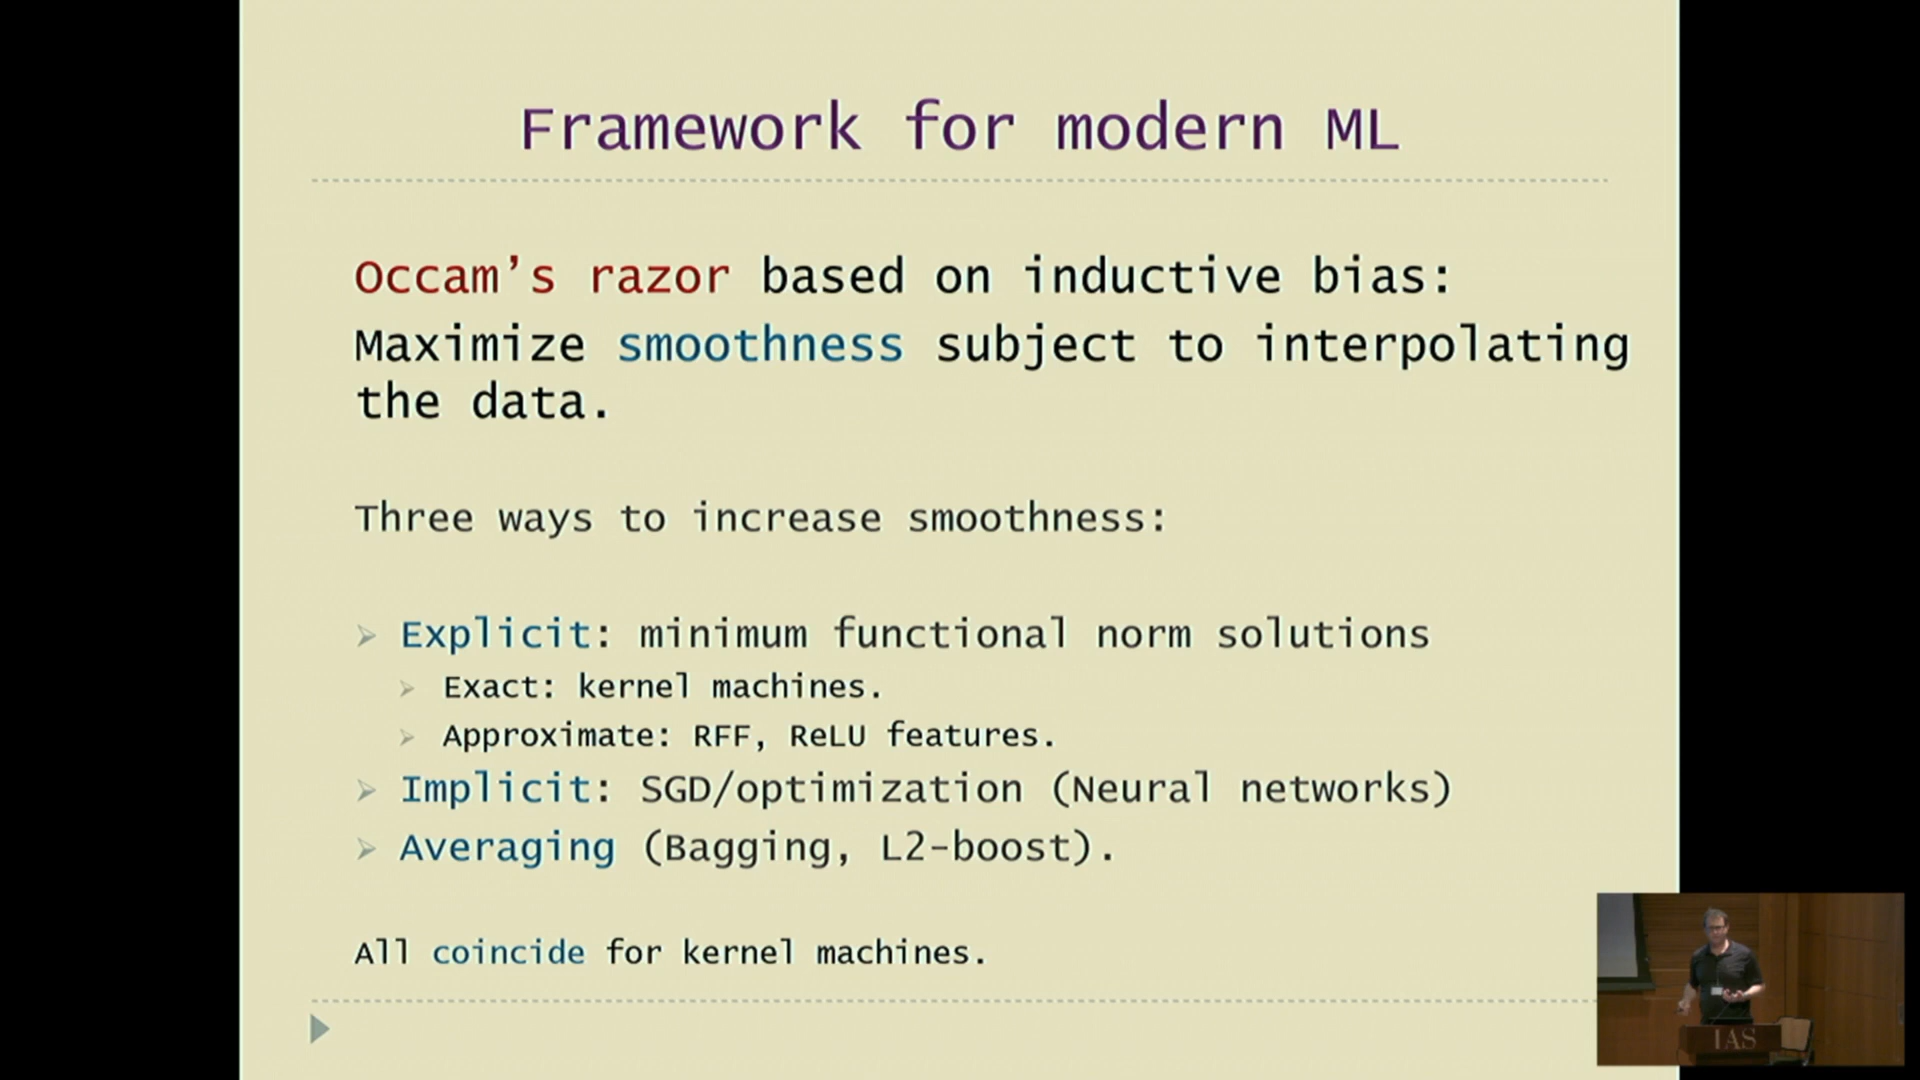 Framework for modern ML
Occam's razor based on inductive bias:
Maximize smoothness subject to interpolating
the data.
Three ways to increase smoothness:
➢ Explicit: minimum functional norm solutions
➢ Exact: kernel machines.
➢ Approximate: RFF, ReLU features.
➢ Implicit: SGD/optimization (Neural networks)
➢ Averaging (Bagging, L2-boost).
All coincide for kernel machines.
IAS